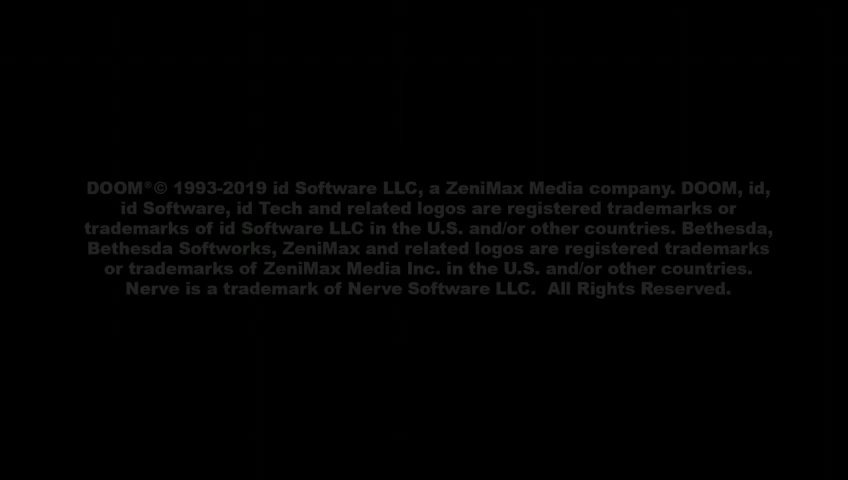 DOOM®© 1993-2019 id Software LLC, a ZeniMax Media company. DOOM, id,
id Software, id Tech and related logos are registered trademarks or
trademarks of id Software LLC in the U.S. and/or other countries. Bethesda,
Bethesda Softworks, ZeniMax and related logos are registered trademarks
or trademarks of ZeniMax Media Inc. in the U.S. and/or other countries.
Nerve is a trademark of Nerve Software LLC.  All Rights Reserved.